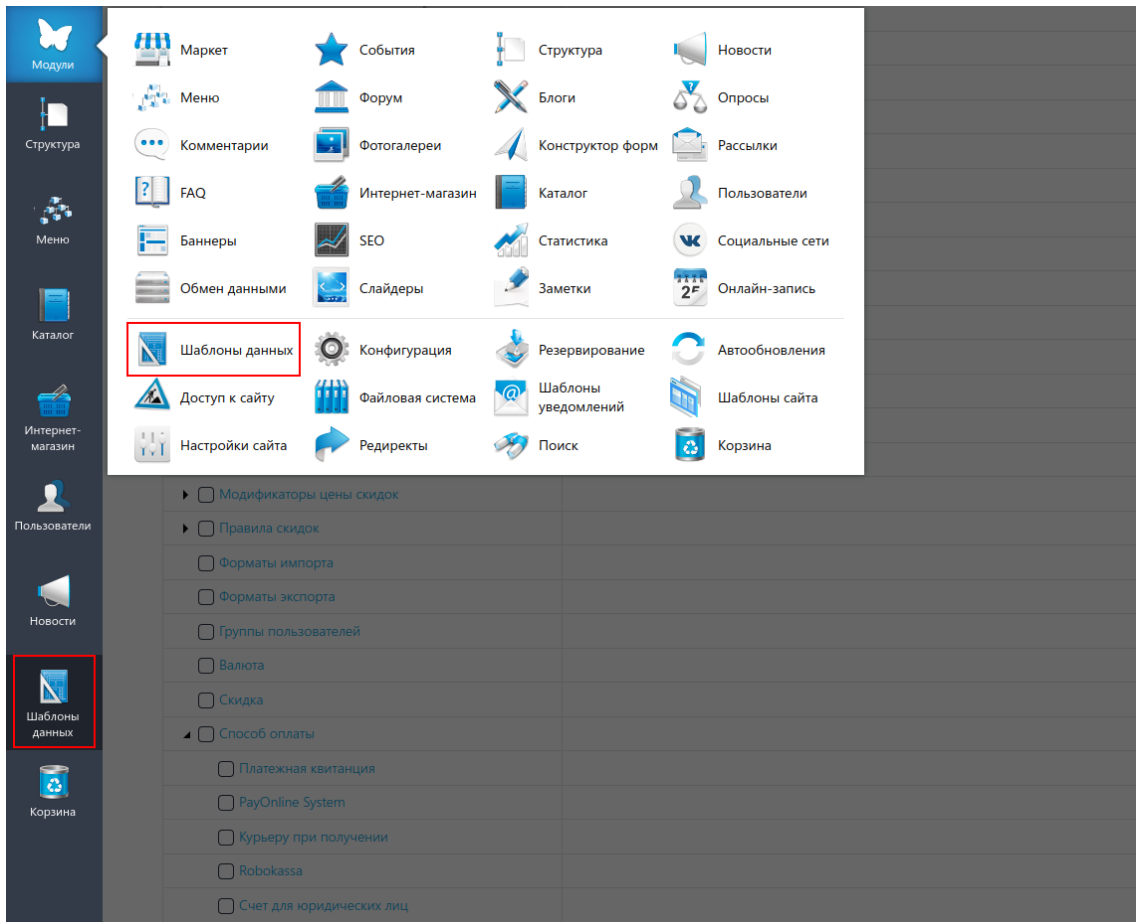 Модули
Структура
Меню
Каталог
Интернет-
магазин
Пользователи
Новости
Шаблоны
данных
Корзина
Маркет
События
Структура
Новости
Меню
Форум
Блоги
Опросы
Комментарии
Фотогалереи
Конструктор форм
Рассылки
FAQ
Интернет-магазин
Каталог
Пользователи
Баннеры
SEO
Статистика
Социальные сети
Обмен данными
Слайдеры
Заметки
Онлайн-запись
Шаблоны данных
Конфигурация
Резервирование
Автообновления
Доступ к сайту
Файловая система
Шаблоны
уведомлений
Шаблоны сайта
Настройки сайта
Редиректы
Поиск
Корзина
Модификаторы цены скидок
Правила скидок
Форматы импорта
Форматы экспорта
Группы пользователей
Валюта
Скидка
Способ оплаты
Платежная квитанция
PayOnline System
Курьеру при получении
Robokassa
Счет для юридических лиц